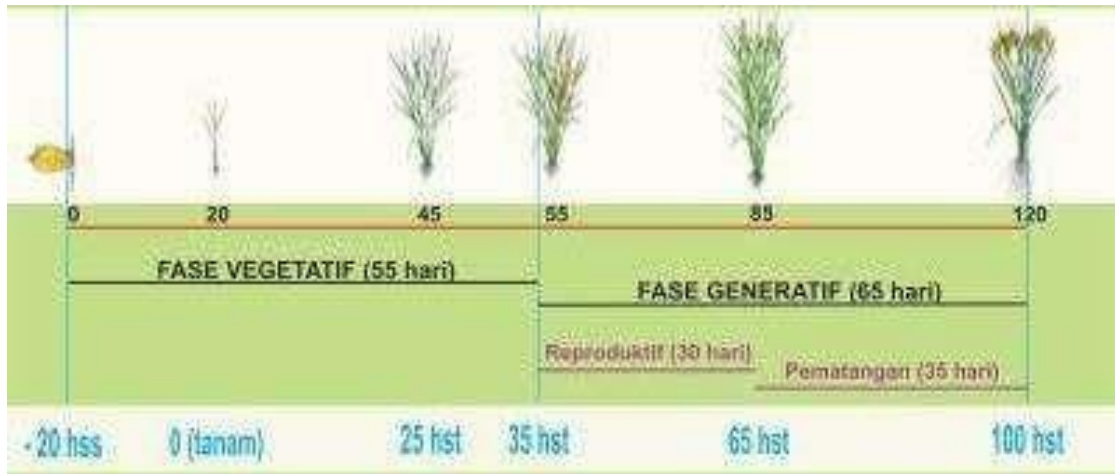 0 20 45 55 85 120
FASE VEGETATIF (55 hari)
FASE GENERATIF (65 hari)
Reproduktif (30 hari)
Pematangan (35 hari)
- 20 hss 0 (tanam) 25 hst 35 hst 65 hst 100 hst